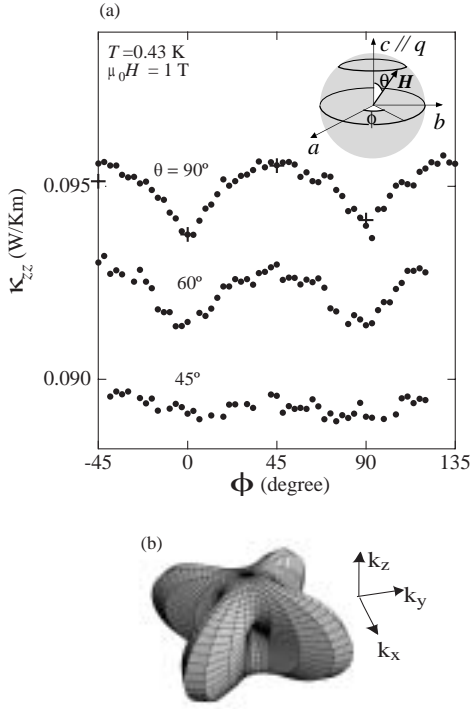 (a)
T=0.43 K
μ0H = 1 T
c // q
θ
H
ϕ
a
b
θ = 90º
60º
45º
0.095
0.090
κzz (W/Km)
-45
0
45
90
135
ϕ (degree)
(b)
kz
ky
kx